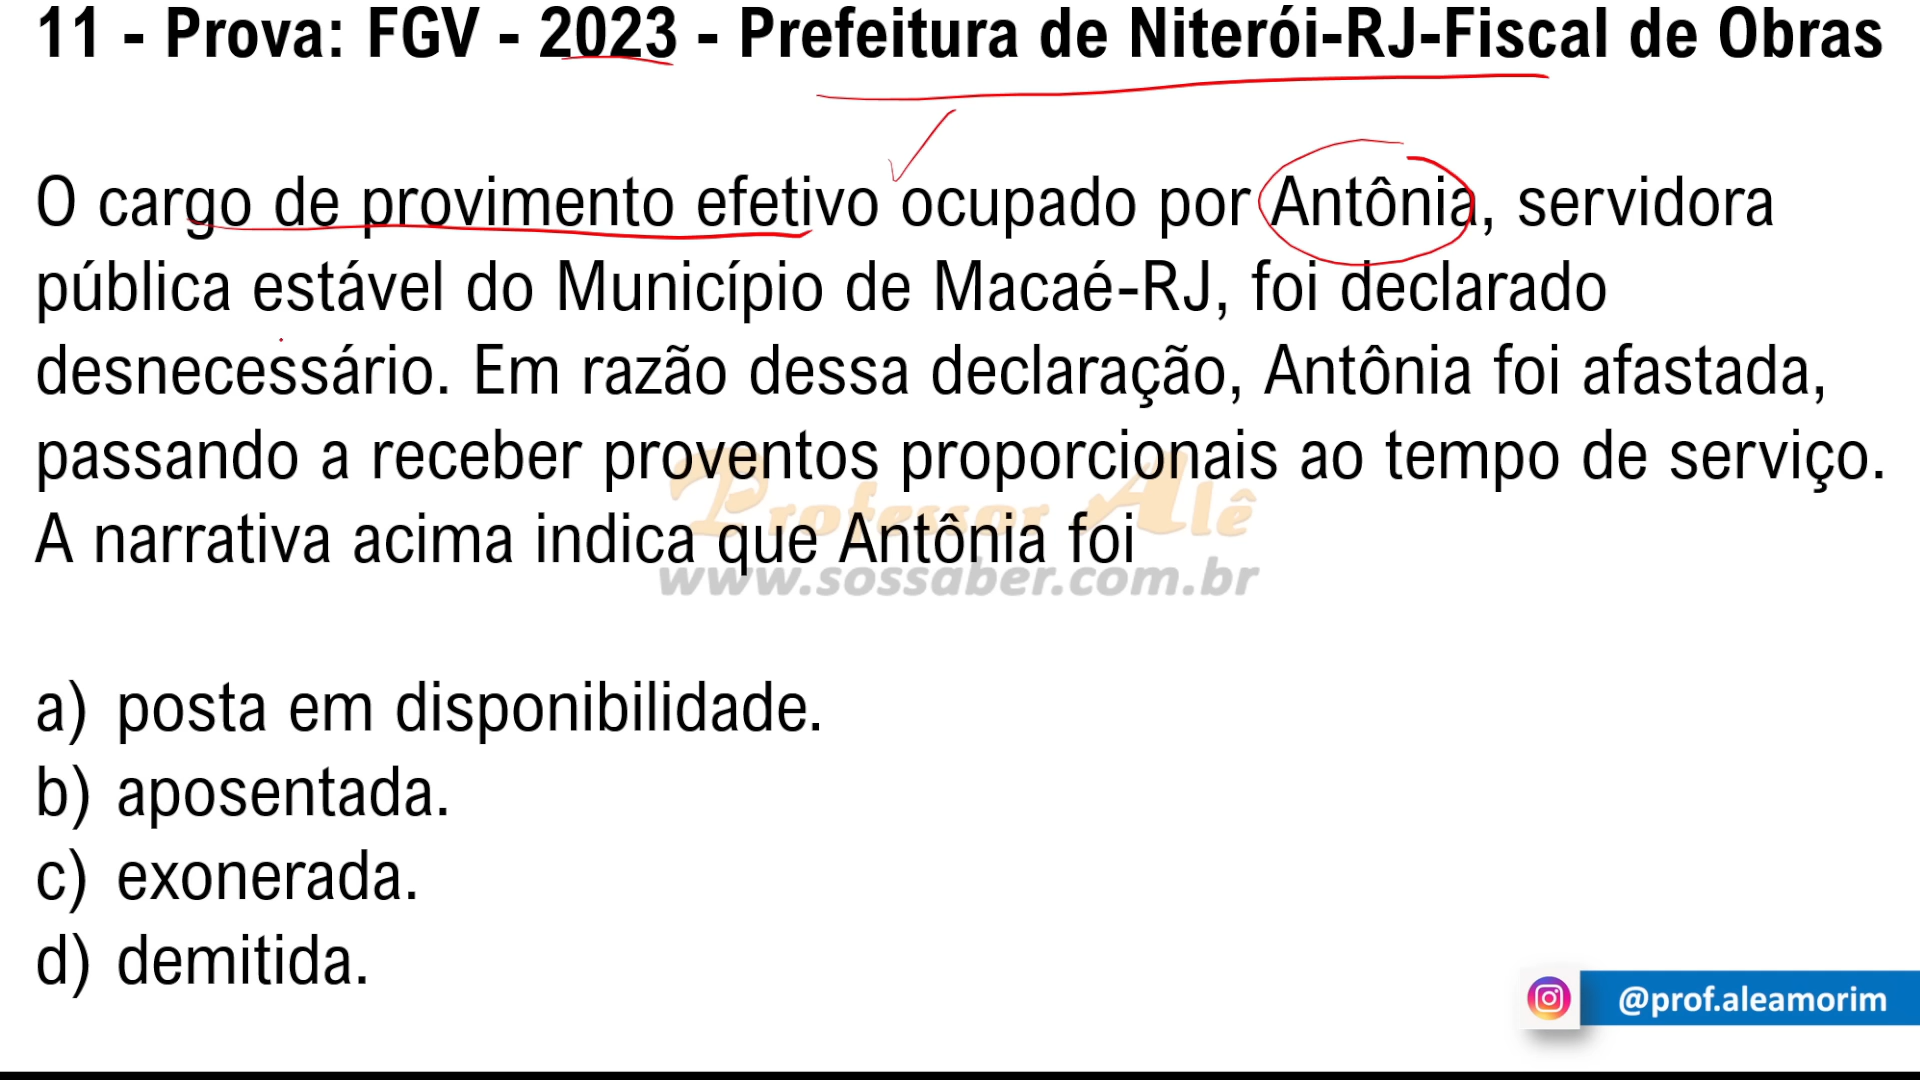 11 - Prova: FGV - 2023 - Prefeitura de Niterói-RJ-Fiscal de Obras
O cargo de provimento efetivo ocupado por Antônia, servidora
pública estável do Município de Macaé-RJ, foi declarado
desnecessário. Em razão dessa declaração, Antônia foi afastada,
passando a receber proventos proporcionais ao tempo de serviço.
A narrativa acima indica que Antônia foi
Professor Alê
www.sossaber.com.br
a) posta em disponibilidade.
b) aposentada.
c) exonerada.
d) demitida.
@prof.aleamorim